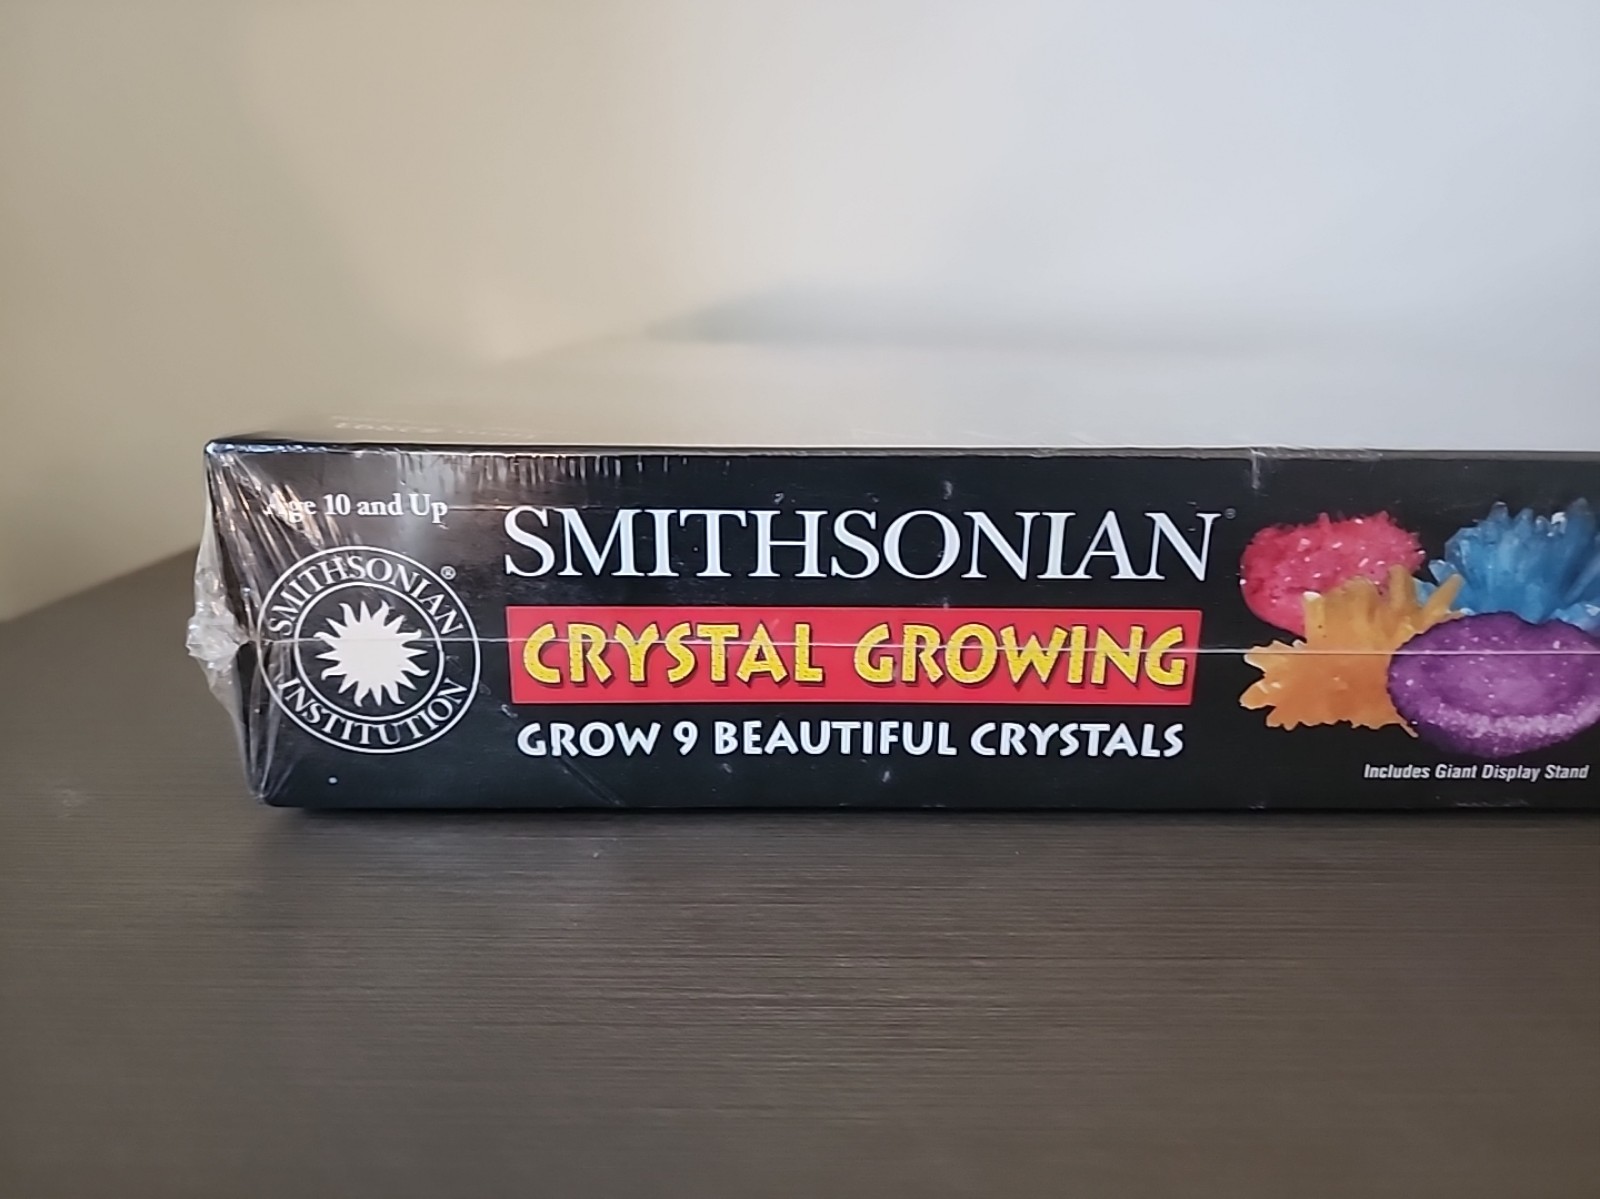 Age 10 and Up
SMITHSONIAN
INSTITUTION
®
SMITHSONIAN®
CRYSTAL GROWING
GROW 9 BEAUTIFUL CRYSTALS
Includes Giant Display Stand